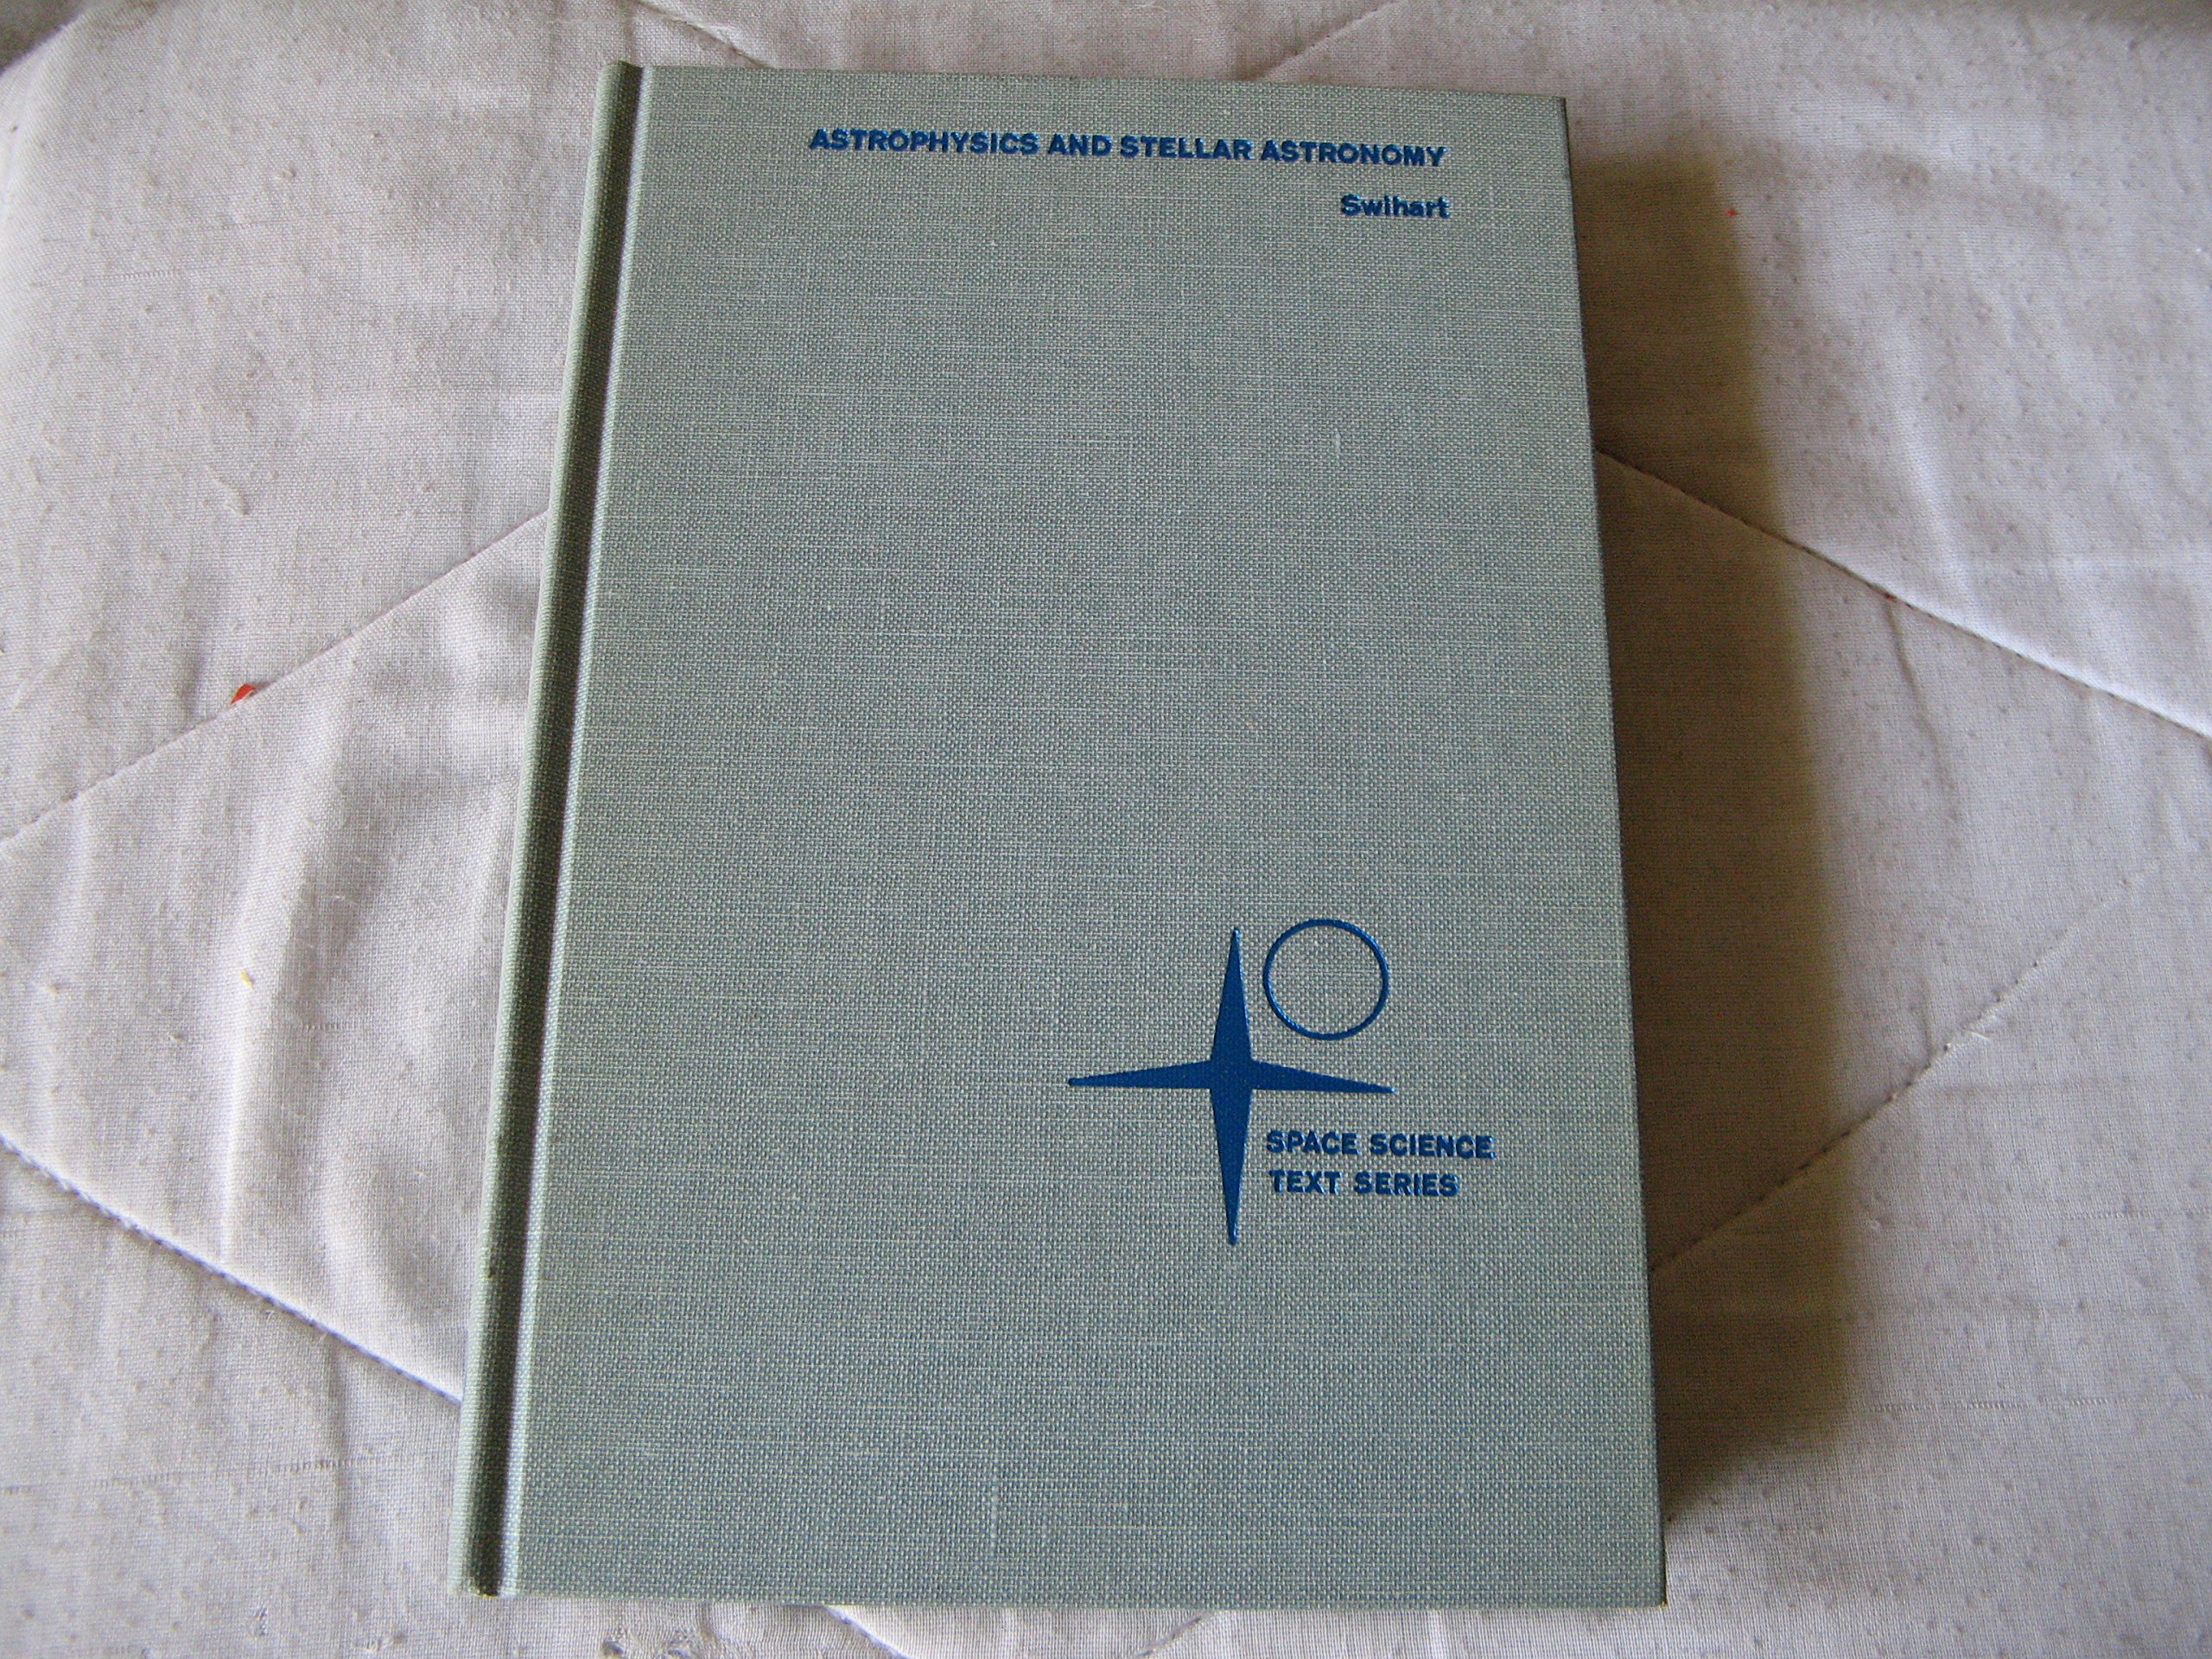 ASTROPHYSICS AND STELLAR ASTRONOMY
Swihart
SPACE SCIENCE
TEXT SERIES